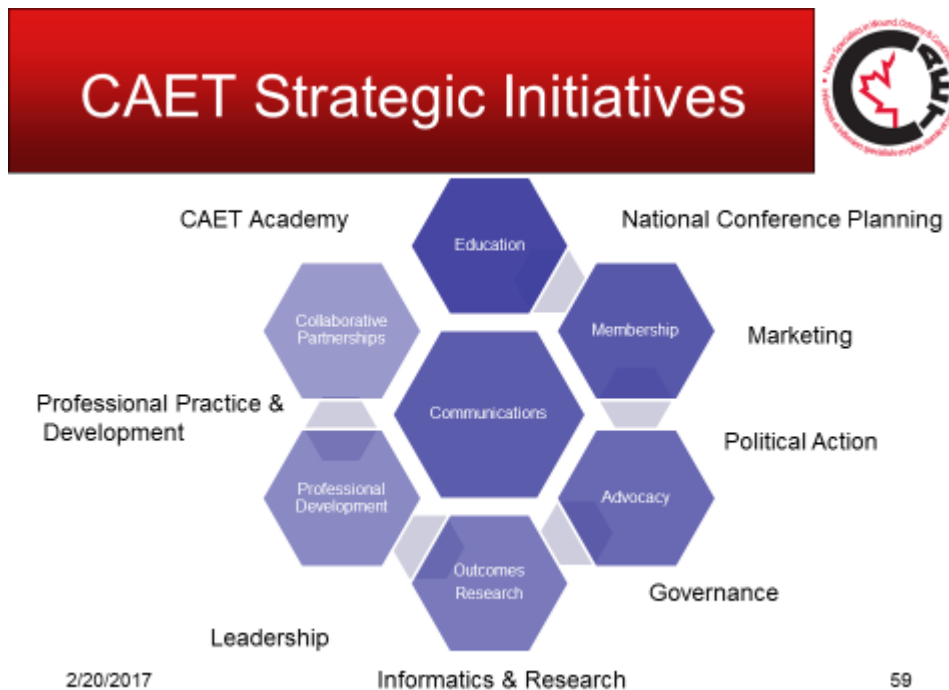 CAET Strategic Initiatives
CAET
CAET Academy
Education
National Conference Planning
Collaborative
Partnerships
Membership
Marketing
Communications
Professional Practice &
Development
Political Action
Professional
Development
Advocacy
Outcomes
Research
Governance
Leadership
2/20/2017
Informatics & Research
59